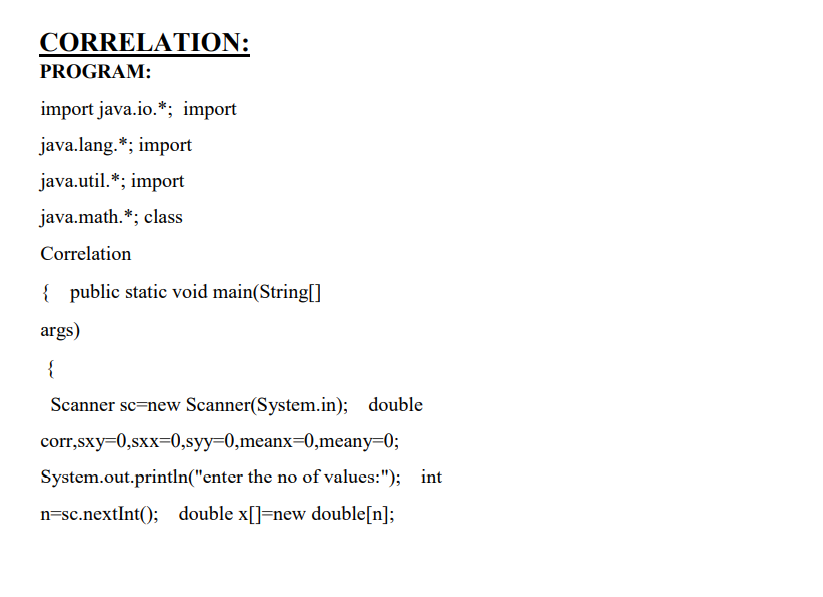 CORRELATION:
PROGRAM:
import java.io.*;  import
java.lang.*; import
java.util.*; import
java.math.*; class
Correlation
{    public static void main(String[]
args)
{
Scanner sc=new Scanner(System.in);    double
corr,sxy=0,sxx=0,syy=0,meanx=0,meany=0;
System.out.println("enter the no of values:");    int
n=sc.nextInt();    double x[]=new double[n];